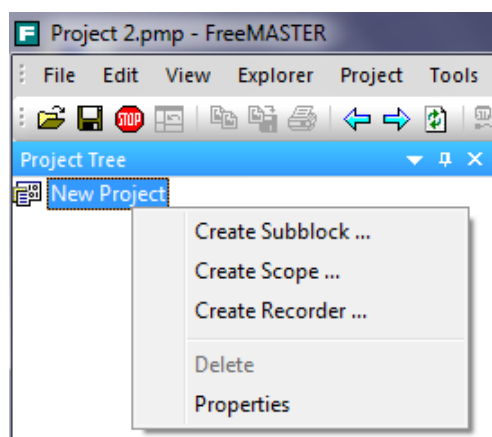 Project 2.pmp - FreeMASTER
File Edit View Explorer Project Tools
STOP
Project Tree
New Project
Create Subblock ...
Create Scope ...
Create Recorder ...
Delete
Properties